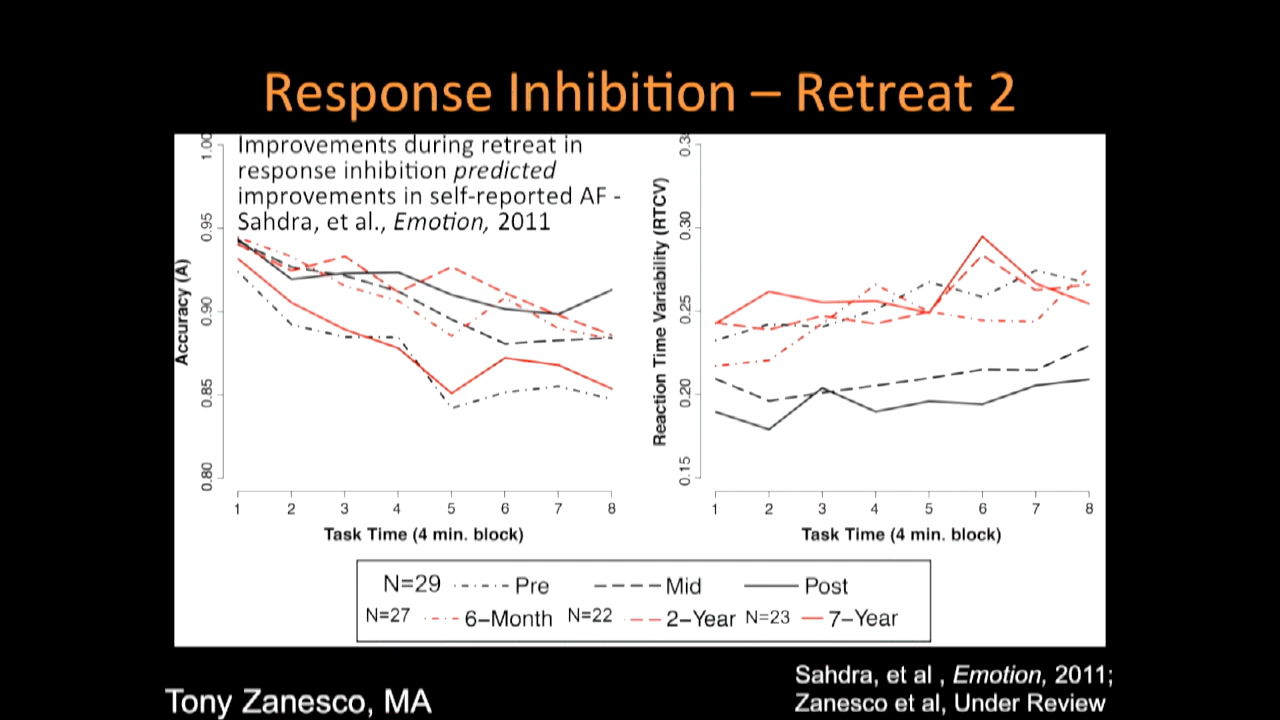 Response Inhibition – Retreat 2
Improvements during retreat in
response inhibition predicted
improvements in self-reported AF -
Sahdra, et al., Emotion, 2011
Accuracy (A)
1.00
0.95
0.90
0.85
0.80
1 2 3 4 5 6 7 8
Task Time (4 min. block)
Reaction Time Variability (RTCV)
0.30
0.25
0.20
0.15
1 2 3 4 5 6 7 8
Task Time (4 min. block)
N=29 Pre Mid Post
N=27 6–Month N=22 2–Year N=23 7–Year
Tony Zanesco, MA
Sahdra, et al , Emotion, 2011;
Zanesco et al, Under Review